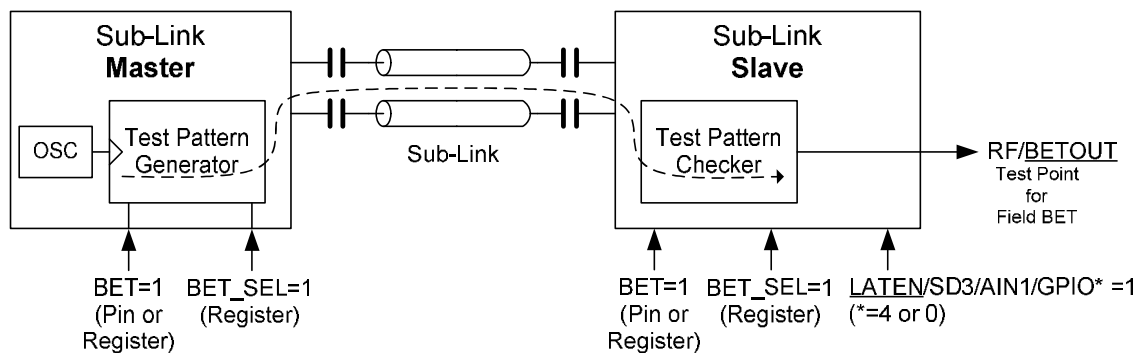 Sub-Link
Master
OSC
Test Pattern
Generator
BET=1
(Pin or
Register)
BET_SEL=1
(Register)
Sub-Link
Sub-Link
Slave
Test Pattern
Checker
BET=1
(Pin or
Register)
BET_SEL=1
(Register)
LATEN/SD3/AIN1/GPIO* =1
(*=4 or 0)
RF/BETOUT
Test Point
for
Field BET